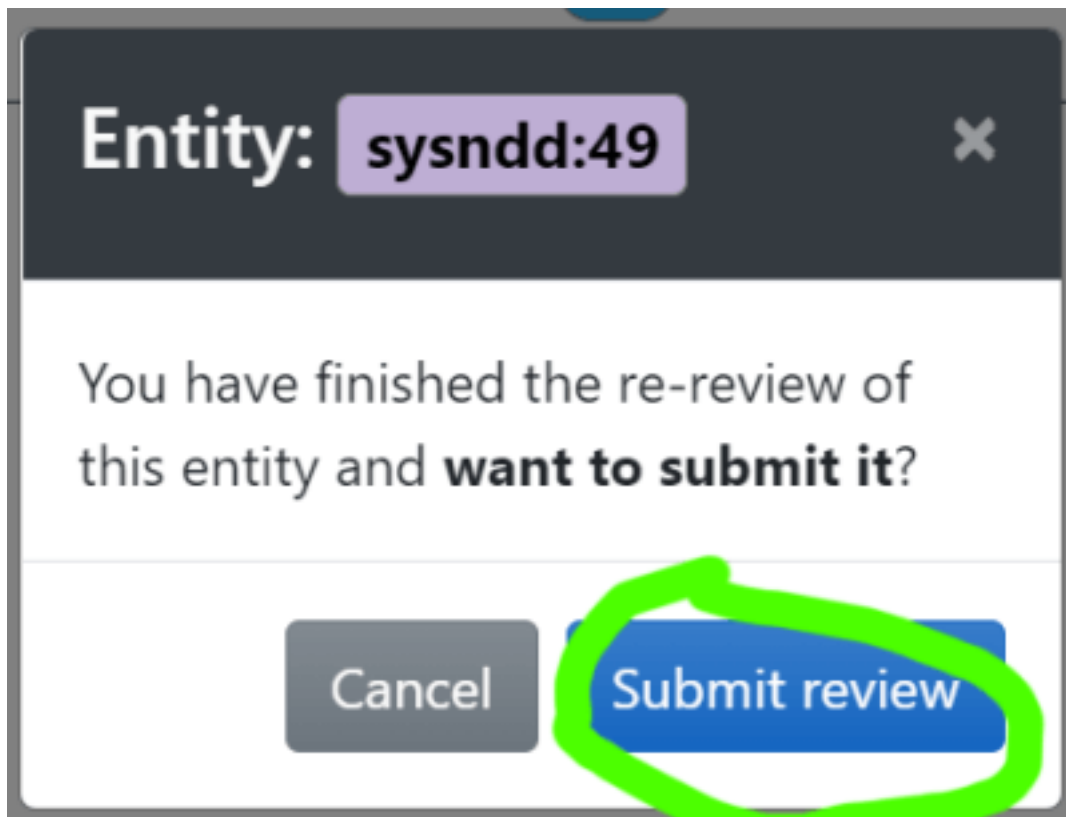 Entity: sysndd:49
You have finished the re-review of
this entity and want to submit it?
Cancel Submit review